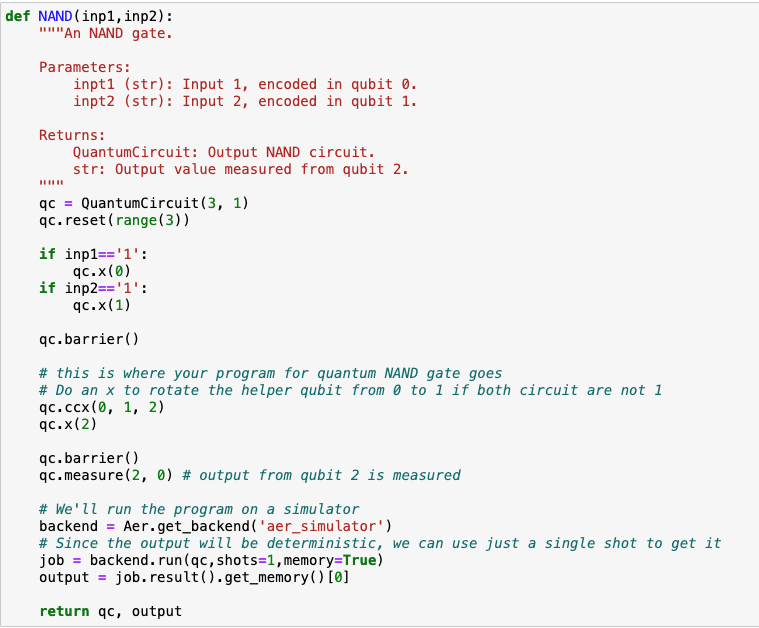 def NAND(inp1,inp2):
    """An NAND gate.

    Parameters:
        inpt1 (str): Input 1, encoded in qubit 0.
        inpt2 (str): Input 2, encoded in qubit 1.

    Returns:
        QuantumCircuit: Output NAND circuit.
        str: Output value measured from qubit 2.
    """
    qc = QuantumCircuit(3, 1)
    qc.reset(range(3))

    if inp1=='1':
        qc.x(0)
    if inp2=='1':
        qc.x(1)

    qc.barrier()

    # this is where your program for quantum NAND gate goes
    # Do an x to rotate the helper qubit from 0 to 1 if both circuit are not 1
    qc.ccx(0, 1, 2)
    qc.x(2)

    qc.barrier()
    qc.measure(2, 0) # output from qubit 2 is measured

    # We'll run the program on a simulator
    backend = Aer.get_backend('aer_simulator')
    # Since the output will be deterministic, we can use just a single shot to get it
    job = backend.run(qc,shots=1,memory=True)
    output = job.result().get_memory()[0]

    return qc, output